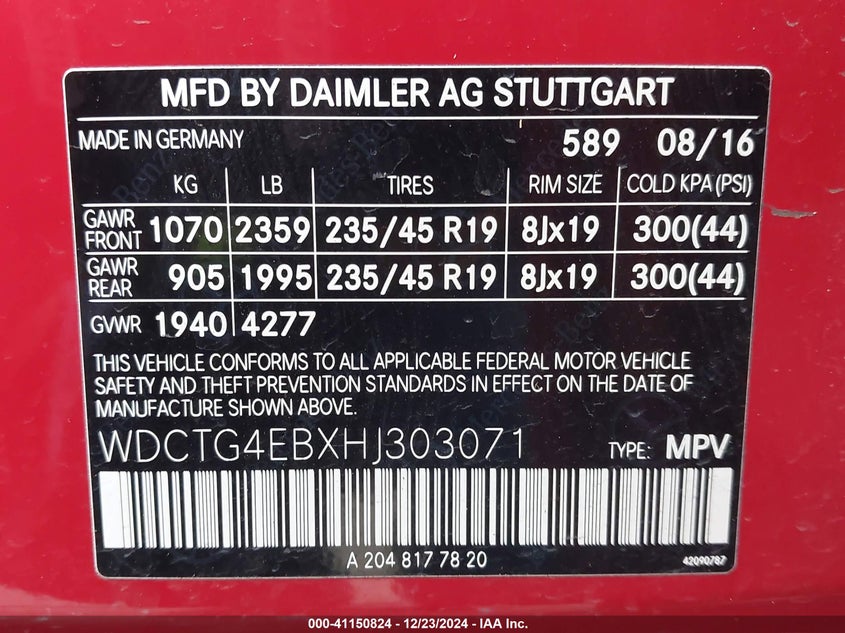 MFD BY DAIMLER AG STUTTGART
MADE IN GERMANY 589 08/16
KG LB TIRES RIM SIZE COLD KPA (PSI)
GAWR FRONT 1070 2359 235/45 R19 8Jx19 300(44)
GAWR REAR 905 1995 235/45 R19 8Jx19 300(44)
GVWR 1940 4277
THIS VEHICLE CONFORMS TO ALL APPLICABLE FEDERAL MOTOR VEHICLE
SAFETY AND THEFT PREVENTION STANDARDS IN EFFECT ON THE DATE OF
MANUFACTURE SHOWN ABOVE.
WDCTG4EBXHJ303071 TYPE: MPV
A 204 817 78 20 42090787
000-41150824 - 12/23/2024 - IAA Inc.